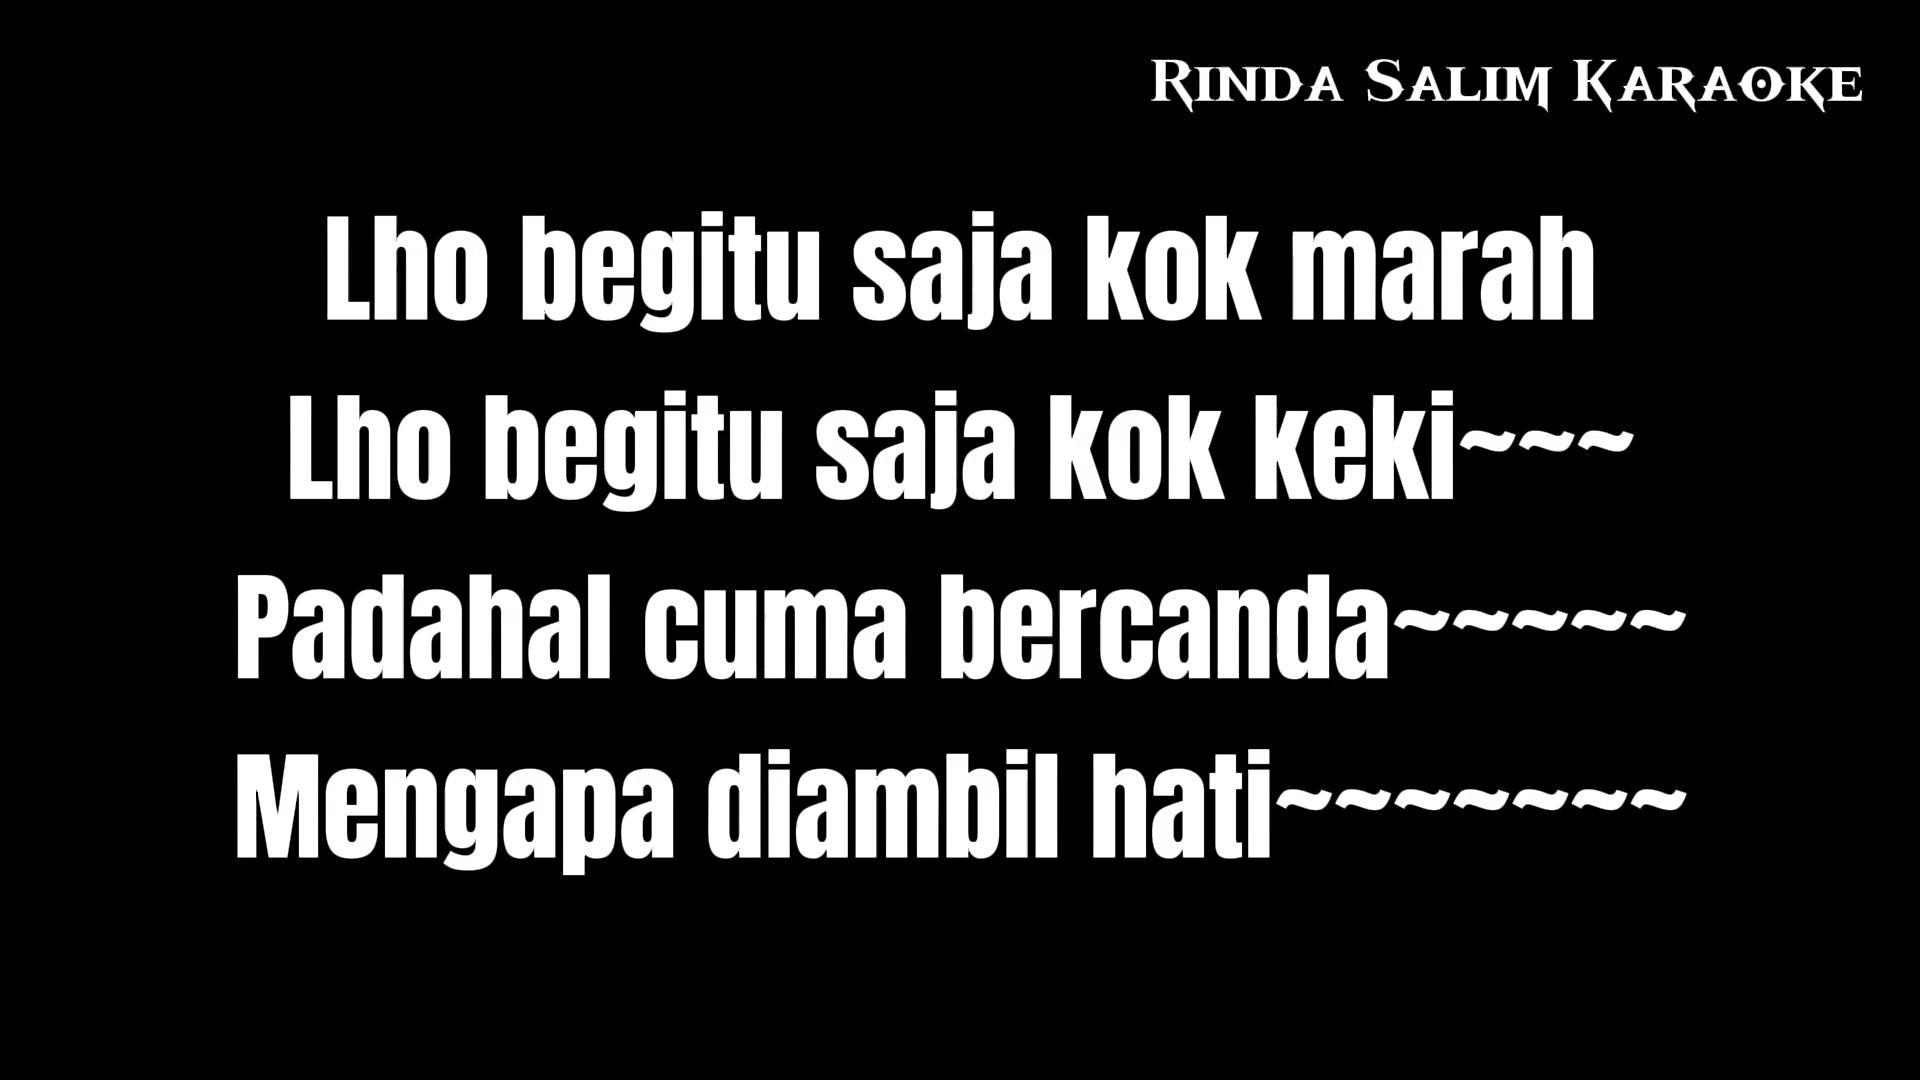 Rinda Salim Karaoke
Lho begitu saja kok marah
Lho begitu saja kok keki~~~
Padahal cuma bercanda~~~~~
Mengapa diambil hati~~~~~~~